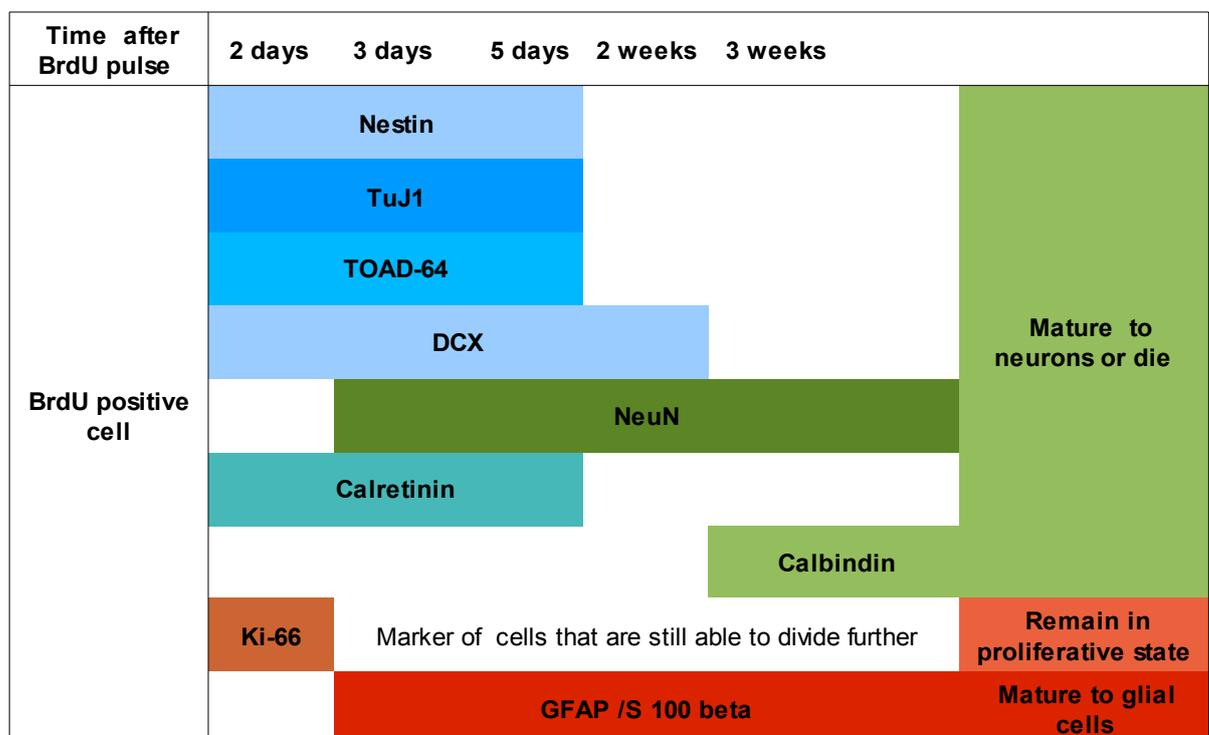 Time after
BrdU pulse
2 days 3 days 5 days 2 weeks 3 weeks
Nestin
TuJ1
TOAD-64
DCX
Mature to
neurons or die
BrdU positive
cell
NeuN
Calretinin
Calbindin
Ki-66
Marker of cells that are still able to divide further
Remain in
proliferative state
GFAP /S 100 beta
Mature to glial
cells